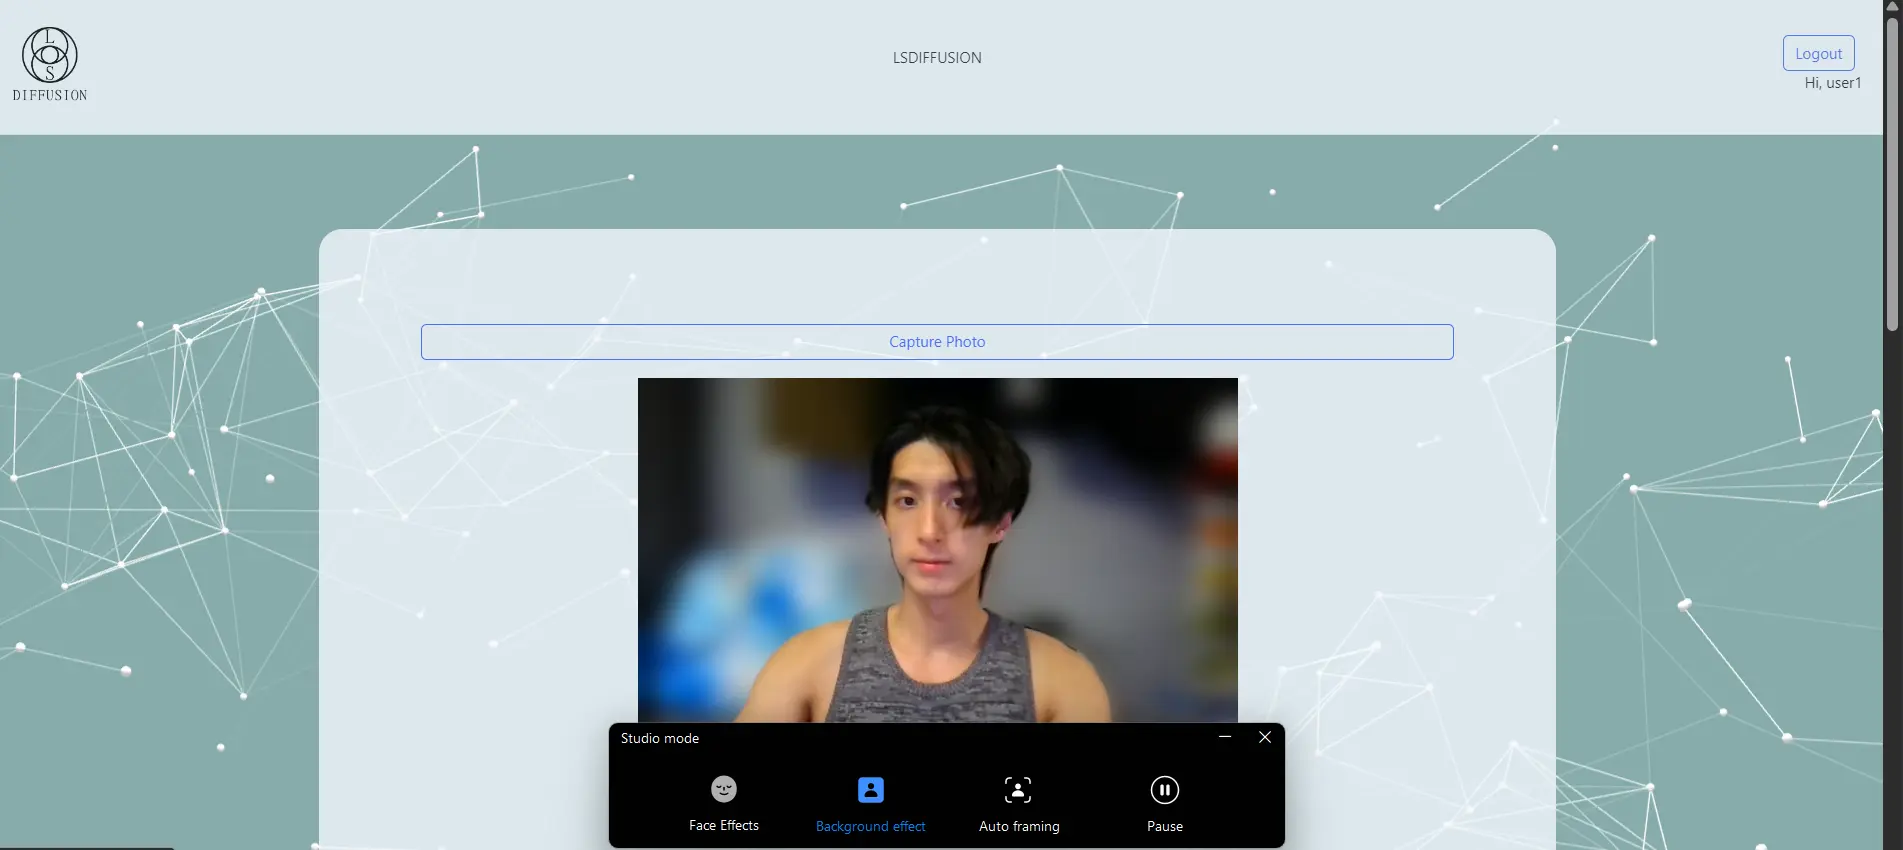 L
S
DIFFUSION
LSDIFFUSION
Logout
Hi, user1
Capture Photo
Studio mode
Face Effects
Background effect
Auto framing
Pause